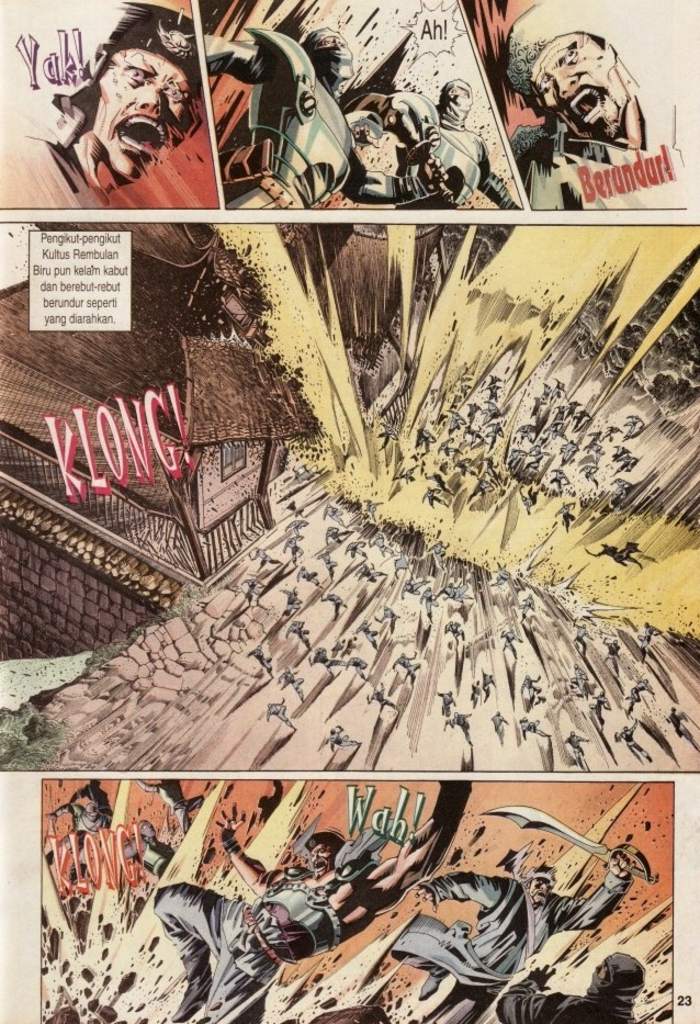 Yak!
Ah!
Berundur!
Pengikut-pengikut
Kultus Rembulan
Biru pun kelam kabut
dan berebut-rebut
berundur seperti
yang diarahkan.
KLONG!
KLONG!
Wah!
23